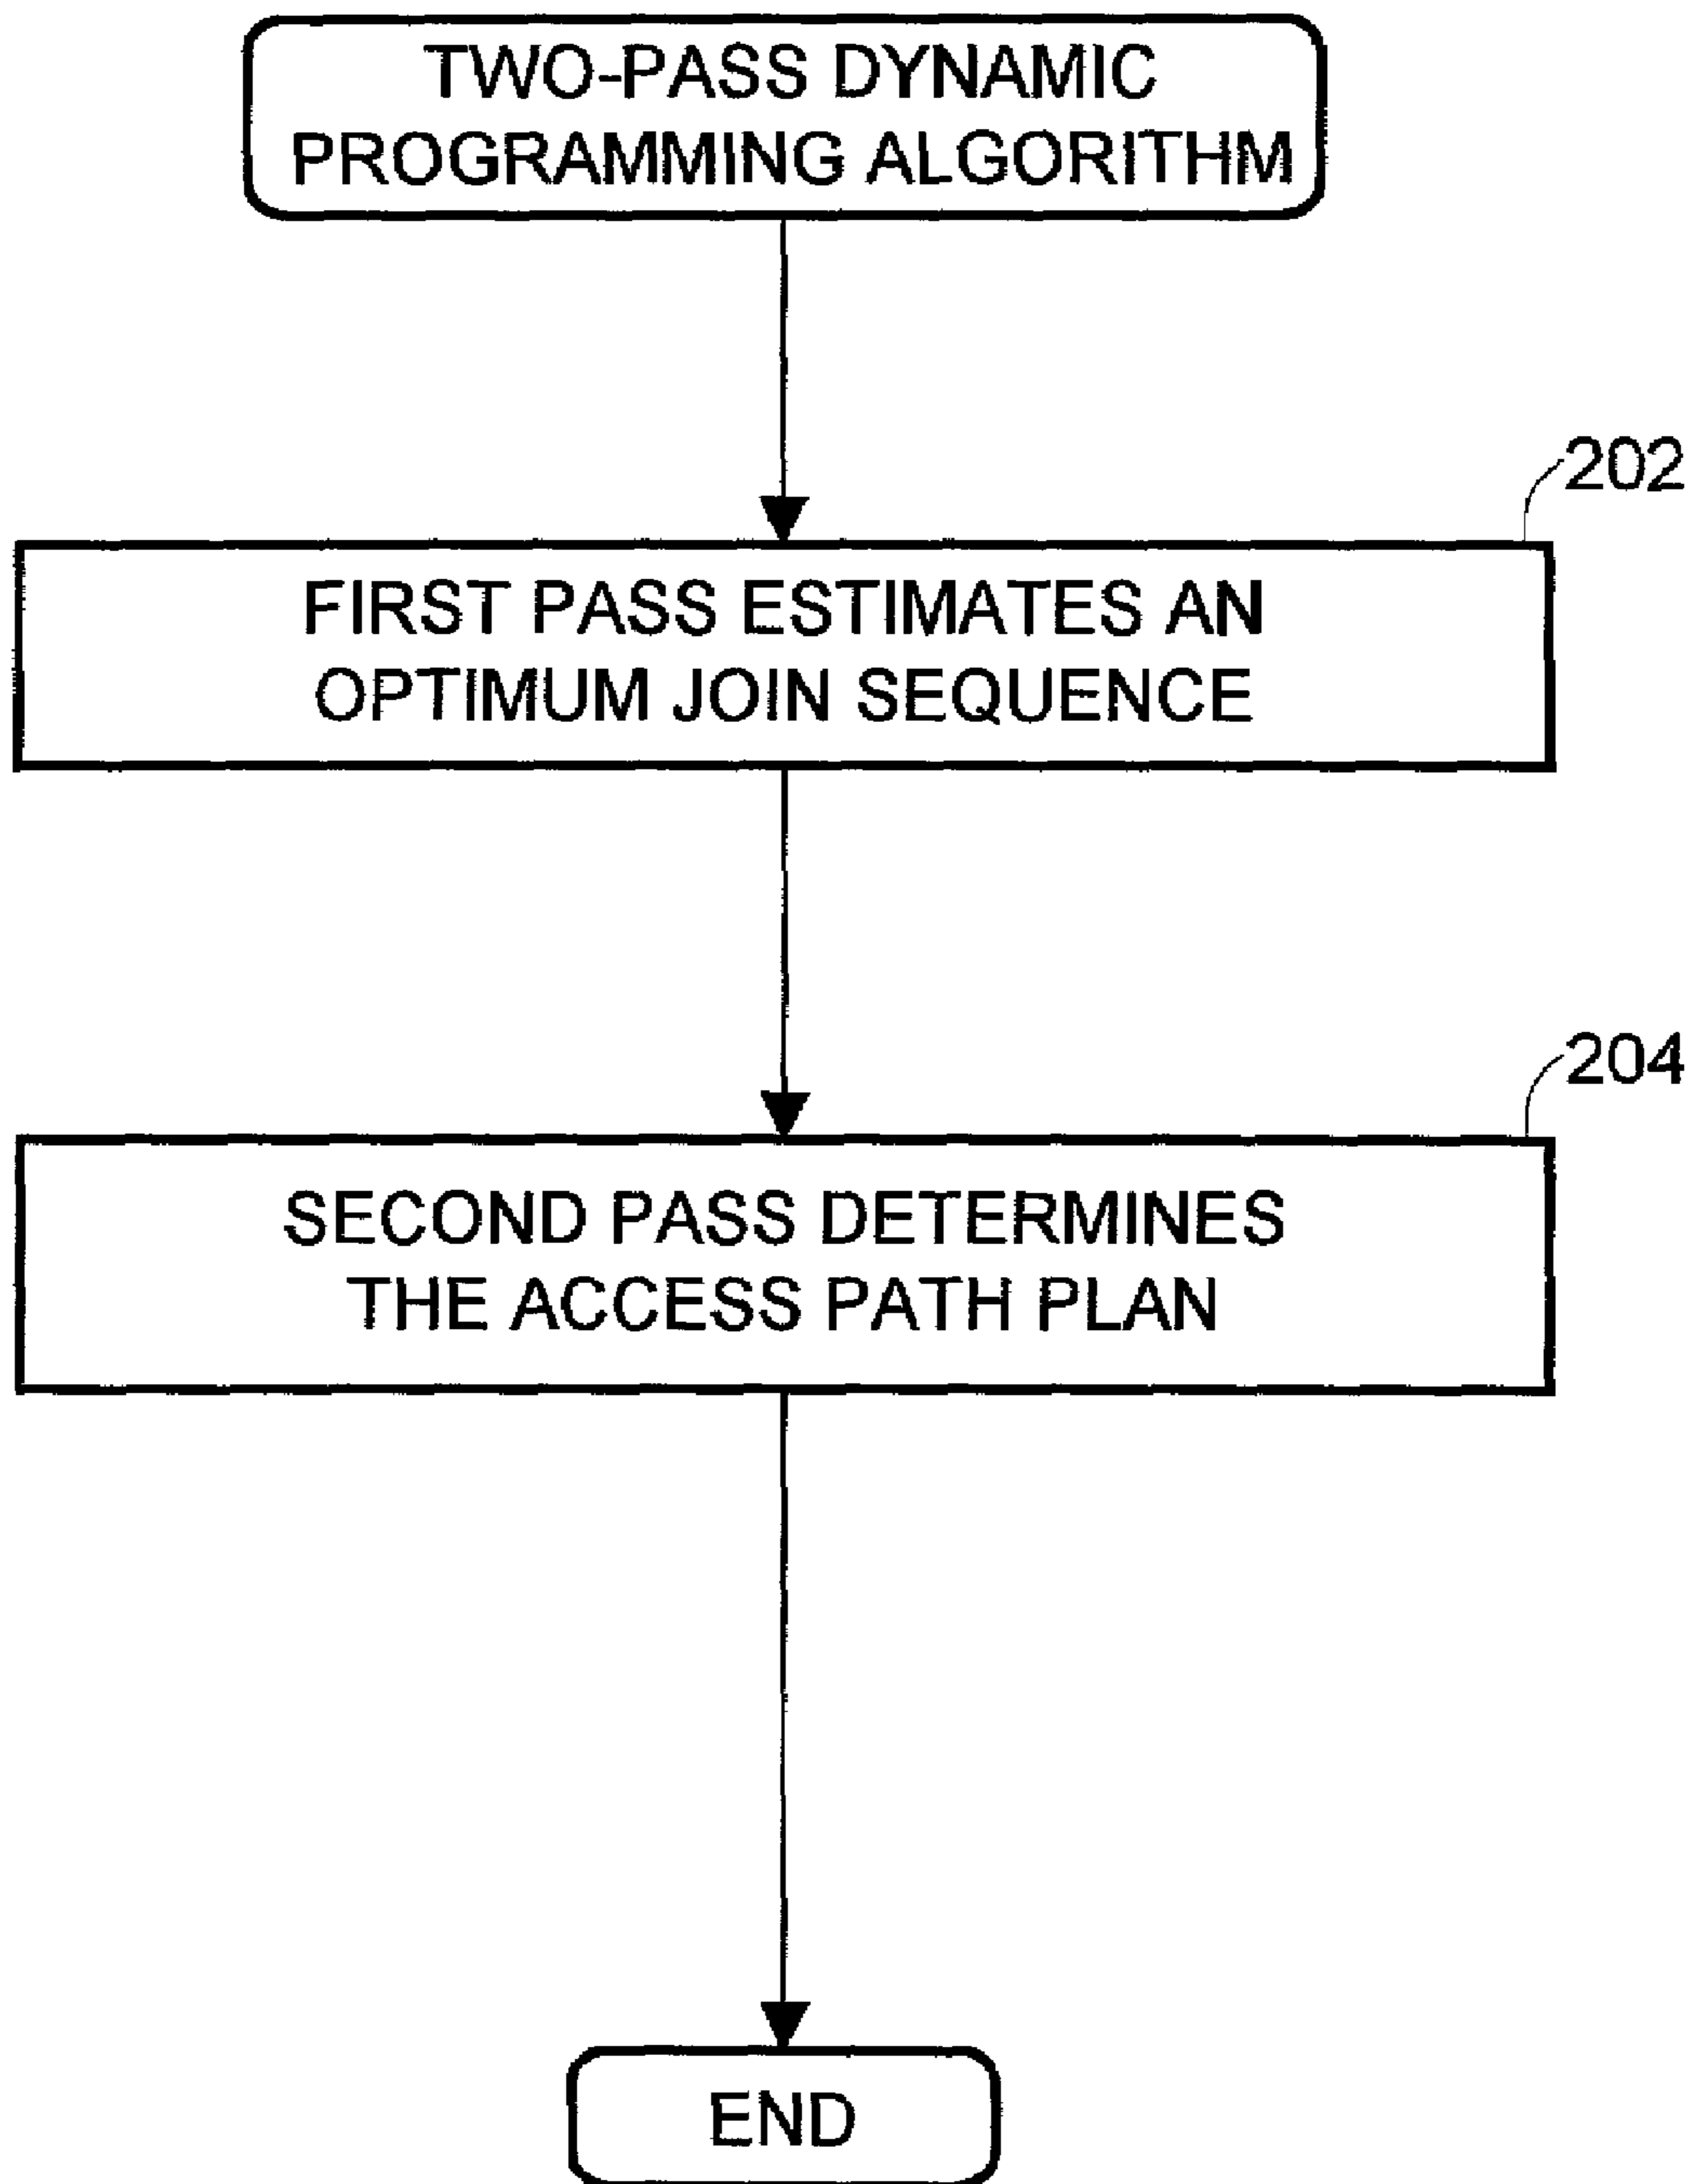 TWO-PASS DYNAMIC
PROGRAMMING ALGORITHM
202
FIRST PASS ESTIMATES AN
OPTIMUM JOIN SEQUENCE
204
SECOND PASS DETERMINES
THE ACCESS PATH PLAN
END